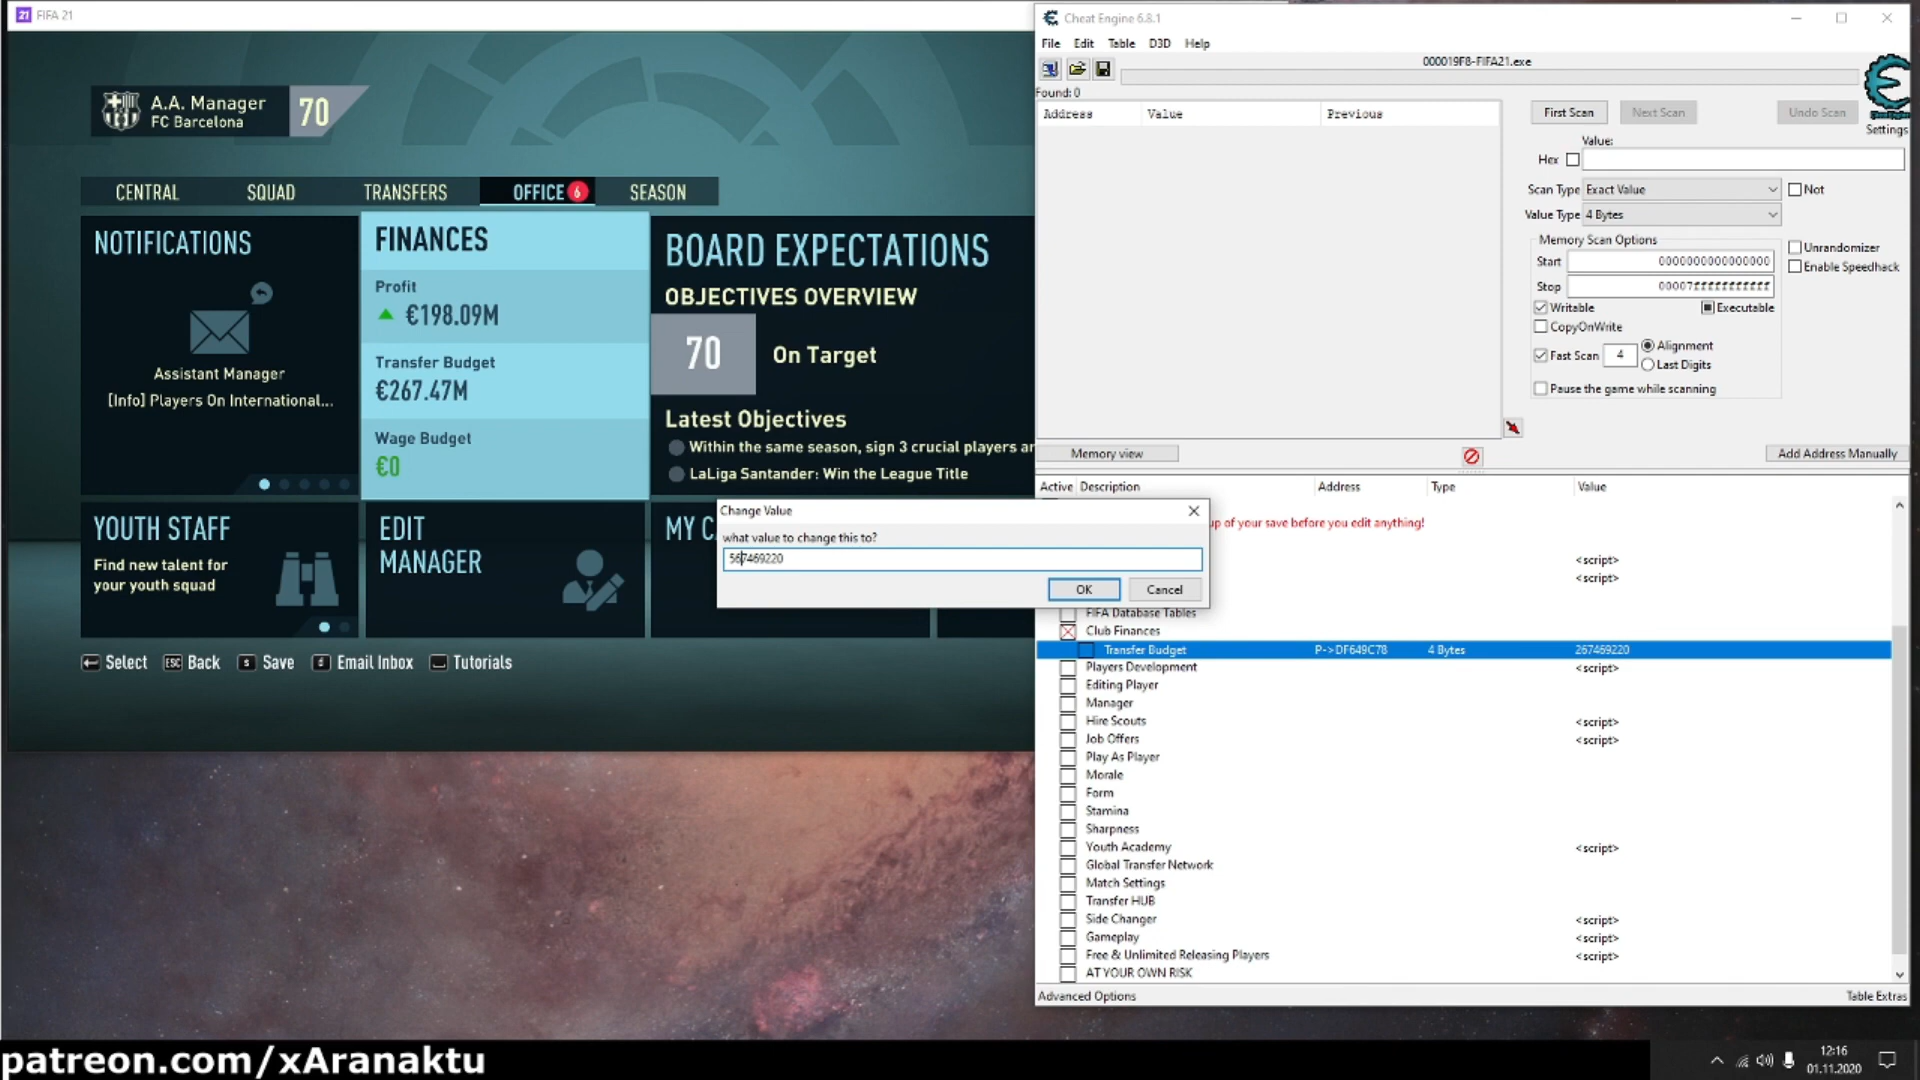 21 FIFA 21
A.A. Manager
FC Barcelona
70
CENTRAL
SQUAD
TRANSFERS
OFFICE 6
SEASON
NOTIFICATIONS
Assistant Manager
[Info] Players On International...
FINANCES
Profit
€198.09M
Transfer Budget
€267.47M
Wage Budget
€0
BOARD EXPECTATIONS
OBJECTIVES OVERVIEW
70 On Target
Latest Objectives
Within the same season, sign 3 crucial players ar
LaLiga Santander: Win the League Title
YOUTH STAFF
Find new talent for
your youth squad
EDIT
MANAGER
MY C
Select ESC Back s Save Email Inbox Tutorials
Change Value
what value to change this to?
567469220
OK Cancel
Cheat Engine 6.8.1
File Edit Table D3D Help
000019F8-FIFA21.exe
Found: 0
Address Value Previous
First Scan Next Scan Undo Scan
Settings
Value:
Hex
Scan Type Exact Value Not
Value Type 4 Bytes
Memory Scan Options
Start 0000000000000000
Stop 00007fffffffffff
Unrandomizer
Enable Speedhack
Writable Executable
CopyOnWrite
Fast Scan 4 Alignment
Last Digits
Pause the game while scanning
Memory view Add Address Manually
Active Description Address Type Value
up of your save before you edit anything!
<script>
<script>
FIFA Database Tables
Club Finances
Transfer Budget P->DF649C78 4 Bytes 267469220
Players Development <script>
Editing Player
Manager
Hire Scouts <script>
Job Offers <script>
Play As Player
Morale
Form
Stamina
Sharpness
Youth Academy <script>
Global Transfer Network
Match Settings
Transfer HUB
Side Changer <script>
Gameplay <script>
Free & Unlimited Releasing Players <script>
AT YOUR OWN RISK
Advanced Options Table Extras
patreon.com/xAranaktu
12:16
01.11.2020